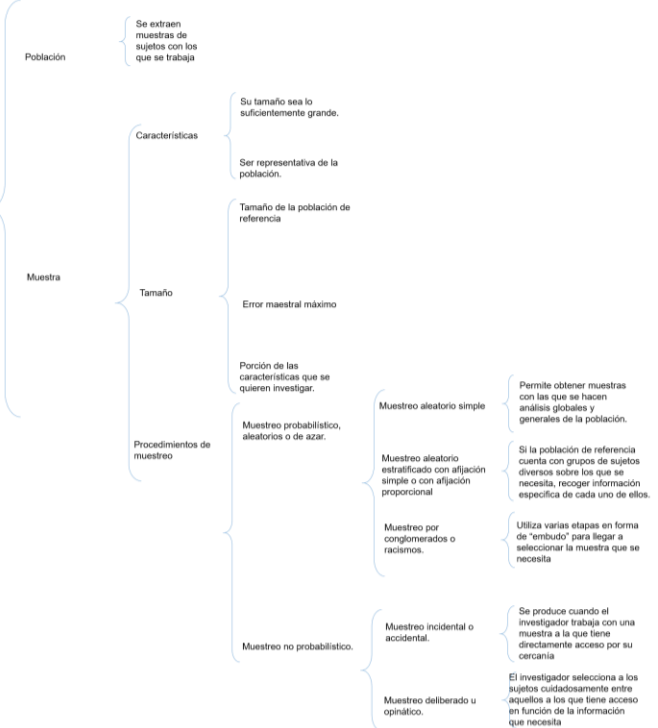 Población
Se extraen
muestras de
sujetos con los
que se trabaja
Muestra
Características
Su tamaño sea lo
suficientemente grande.
Ser representativa de la
población.
Tamaño
Tamaño de la población de
referencia
Error maestral máximo
Porción de las
características que se
quieren investigar.
Procedimientos de
muestreo
Muestreo probabilístico,
aleatorios o de azar.
Muestreo aleatorio simple
Permite obtener muestras
con las que se hacen
análisis globales y
generales de la población.
Muestreo aleatorio
estratificado con afijación
simple o con afijación
proporcional
Si la población de referencia
cuenta con grupos de sujetos
diversos sobre los que se
necesita, recoger información
especifica de cada uno de ellos.
Muestreo por
conglomerados o
racismos.
Utiliza varias etapas en forma
de “embudo” para llegar a
seleccionar la muestra que se
necesita
Muestreo no probabilístico.
Muestreo incidental o
accidental.
Se produce cuando el
investigador trabaja con una
muestra a la que tiene
directamente acceso por su
cercanía
Muestreo deliberado u
opinático.
El investigador selecciona a los
sujetos cuidadosamente entre
aquellos a los que tiene acceso
en función de la información
que necesita